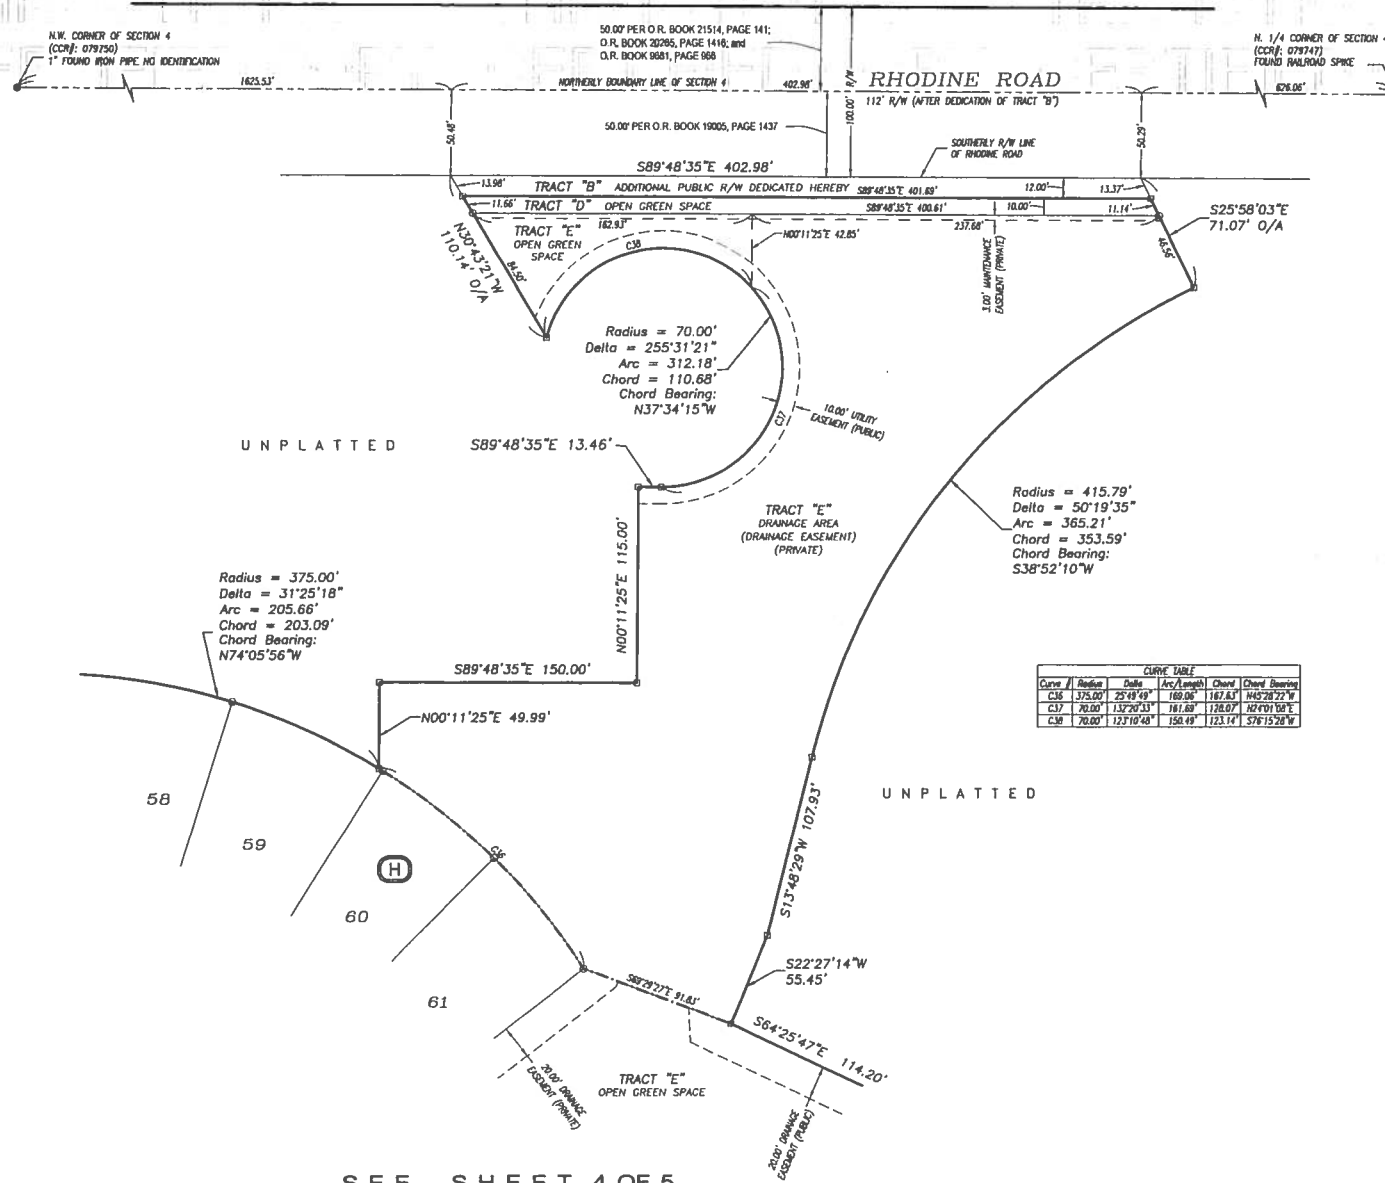 N.W. CORNER OF SECTION 4
(CCR#: 079750)
1" FOUND IRON PIPE NO IDENTIFICATION
50.00' PER O.R. BOOK 21514, PAGE 141;
O.R. BOOK 20265, PAGE 1416; and
O.R. BOOK 9681, PAGE 966
N. 1/4 CORNER OF SECTION 4
(CCR#: 079747)
FOUND RAILROAD SPIKE
1625.53'
NORTHERLY BOUNDARY LINE OF SECTION 4
402.98'
100.00' R/W
RHODINE ROAD
112' R/W (AFTER DEDICATION OF TRACT "B")
626.06'
50.48'
50.00' PER O.R. BOOK 19005, PAGE 1437
50.29'
SOUTHERLY R/W LINE
OF RHODINE ROAD
S89°48'35"E 402.98'
13.98'
TRACT "B" ADDITIONAL PUBLIC R/W DEDICATED HEREBY
S89°48'35"E 401.69'
12.00'
13.37'
11.66'
TRACT "D" OPEN GREEN SPACE
S89°48'35"E 400.61'
10.00'
11.14'
S25°58'03"E
71.07' O/A
46.56'
N30°43'21"W
110.14' O/A
84.50'
TRACT "E"
OPEN GREEN
SPACE
162.93'
C38
N00°11'25"E 42.85'
237.68'
3.00' MAINTENANCE
EASEMENT (PRIVATE)
Radius = 70.00'
Delta = 255°31'21"
Arc = 312.18'
Chord = 110.68'
Chord Bearing:
N37°34'15"W
C37
10.00' UTILITY
EASEMENT (PUBLIC)
UNPLATTED
S89°48'35"E 13.46'
TRACT "E"
DRAINAGE AREA
(DRAINAGE EASEMENT)
(PRIVATE)
Radius = 415.79'
Delta = 50°19'35"
Arc = 365.21'
Chord = 353.59'
Chord Bearing:
S38°52'10"W
N00°11'25"E 115.00'
Radius = 375.00'
Delta = 31°25'18"
Arc = 205.66'
Chord = 203.09'
Chord Bearing:
N74°05'56"W
S89°48'35"E 150.00'
N00°11'25"E 49.99'
CURVE TABLE
Curve # Radius Delta Arc/Length Chord Chord Bearing
C36 375.00' 25°49'49" 169.06' 167.63' N45°28'22"W
C37 70.00' 132°20'33" 161.69' 128.07' N24°01'08"E
C38 70.00' 123°10'48" 150.49' 123.14' S76°15'28"W
UNPLATTED
58
59
H
C36
60
61
S13°48'29"W 107.93'
S22°27'14"W
55.45'
S69°29'27"E 91.83'
S64°25'47"E 114.20'
20.00' DRAINAGE
EASEMENT (PRIVATE)
TRACT "E"
OPEN GREEN SPACE
20.00' DRAINAGE
EASEMENT (PUBLIC)
SEE SHEET 4 OF 5